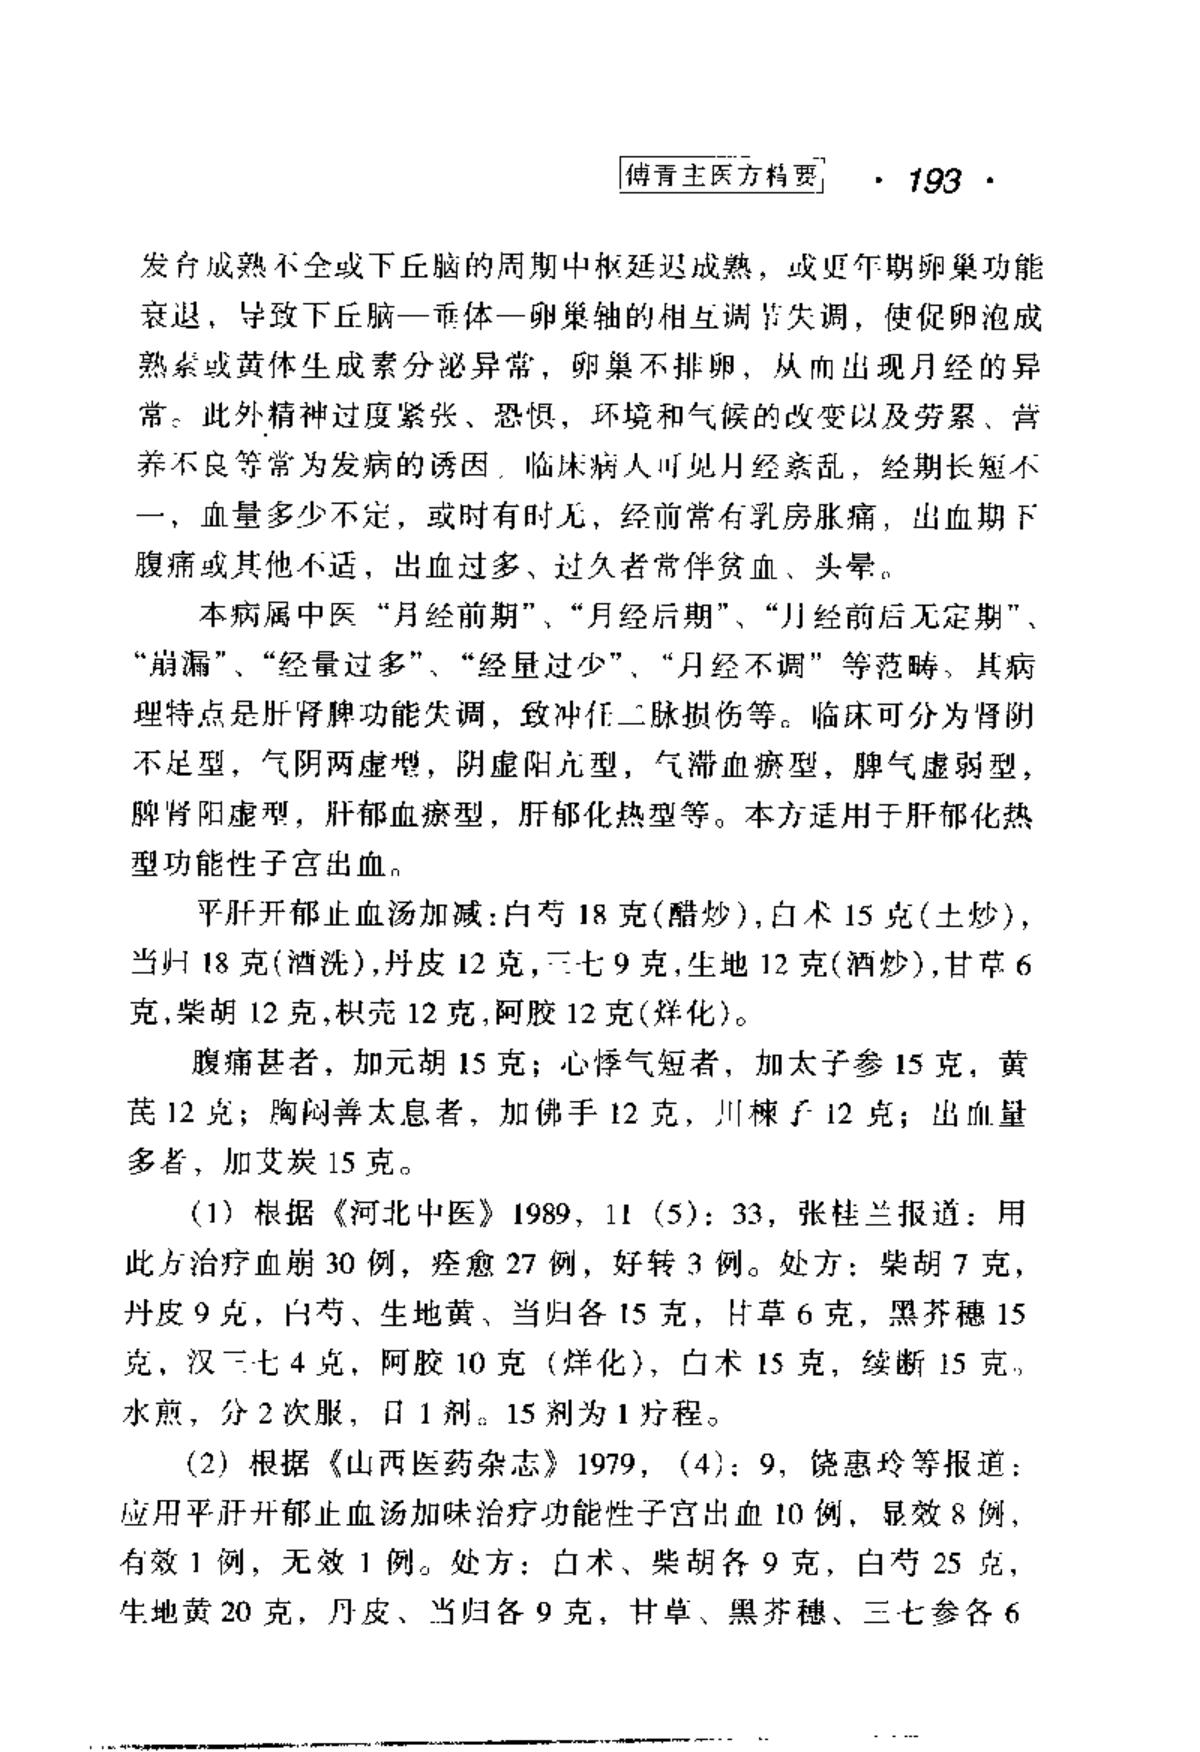 傅青主医方精要 · 193 ·
发育成熟不全或下丘脑的周期中枢延迟成熟，或更年期卵巢功能
衰退，导致下丘脑—垂体—卵巢轴的相互调节失调，使促卵泡成
熟素或黄体生成素分泌异常，卵巢不排卵，从而出现月经的异
常。此外精神过度紧张、恐惧，环境和气候的改变以及劳累、营
养不良等常为发病的诱因。临床病人可见月经紊乱，经期长短不
一，血量多少不定，或时有时无，经前常有乳房胀痛，出血期下
腹痛或其他不适，出血过多、过久者常伴贫血、头晕。
本病属中医“月经前期”、“月经后期”、“月经前后无定期”、
“崩漏”、“经量过多”、“经量过少”、“月经不调”等范畴。其病
理特点是肝肾脾功能失调，致冲任二脉损伤等。临床可分为肾阴
不足型，气阴两虚型，阴虚阳亢型，气滞血瘀型，脾气虚弱型，
脾肾阳虚型，肝郁血瘀型，肝郁化热型等。本方适用于肝郁化热
型功能性子宫出血。
平肝开郁止血汤加减：白芍 18 克（醋炒），白术 15 克（土炒），
当归 18 克（酒洗），丹皮 12 克，三七 9 克，生地 12 克（酒炒），甘草 6
克，柴胡 12 克，枳壳 12 克，阿胶 12 克（烊化）。
腹痛甚者，加元胡 15 克；心悸气短者，加太子参 15 克，黄
芪 12 克；胸闷善太息者，加佛手 12 克，川楝子 12 克；出血量
多者，加艾炭 15 克。
（1）根据《河北中医》1989，11（5）：33，张桂兰报道：用
此方治疗血崩 30 例，痊愈 27 例，好转 3 例。处方：柴胡 7 克，
丹皮 9 克，白芍、生地黄、当归各 15 克，甘草 6 克，黑芥穗 15
克，汉三七 4 克，阿胶 10 克（烊化），白术 15 克，续断 15 克。
水煎，分 2 次服，日 1 剂。15 剂为 1 疗程。
（2）根据《山西医药杂志》1979，（4）：9，饶惠玲等报道：
应用平肝开郁止血汤加味治疗功能性子宫出血 10 例，显效 8 例，
有效 1 例，无效 1 例。处方：白术、柴胡各 9 克，白芍 25 克，
生地黄 20 克，丹皮、当归各 9 克，甘草、黑芥穗、三七参各 6